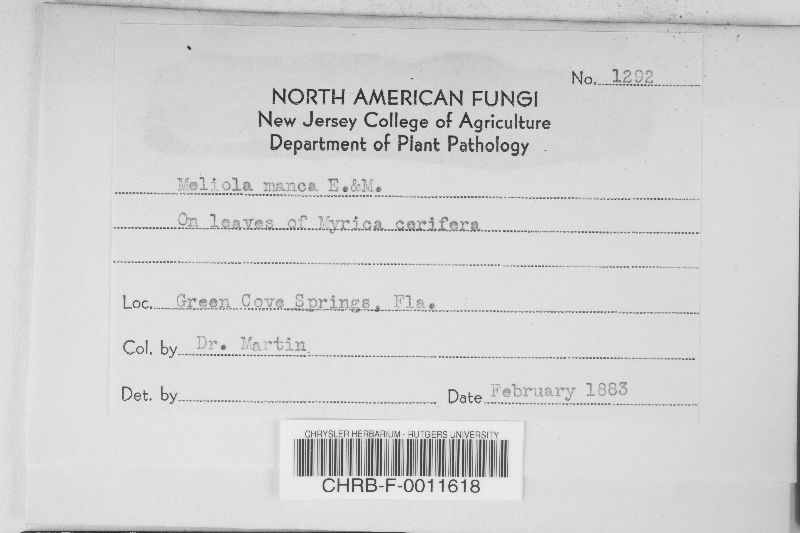 No. 1292
NORTH AMERICAN FUNGI
New Jersey College of Agriculture
Department of Plant Pathology
Meliola manca E.&M.
On leaves of Myrica cerifera
Loc. Green Cove Springs, Fla.
Col. by Dr. Martin
Det. by
Date February 1883
CHRYSLER HERBARIUM - RUTGERS UNIVERSITY
CHRB-F-0011618